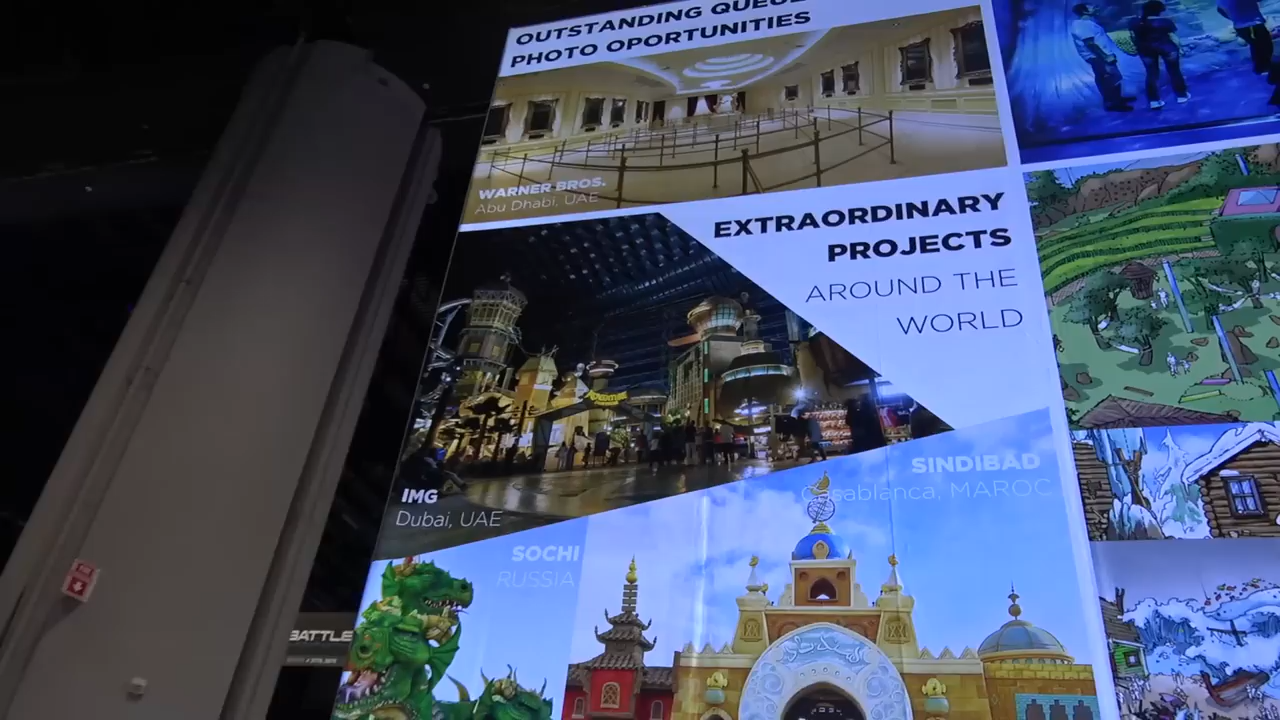 OUTSTANDING QUEUE
PHOTO OPORTUNITIES
WARNER BROS.
Abu Dhabi, UAE
EXTRAORDINARY
PROJECTS
AROUND THE
WORLD
ADVENTURE
IMG
Dubai, UAE
SINDIBAD
Casablanca, MAROC
SOCHI
RUSSIA
BATTLE